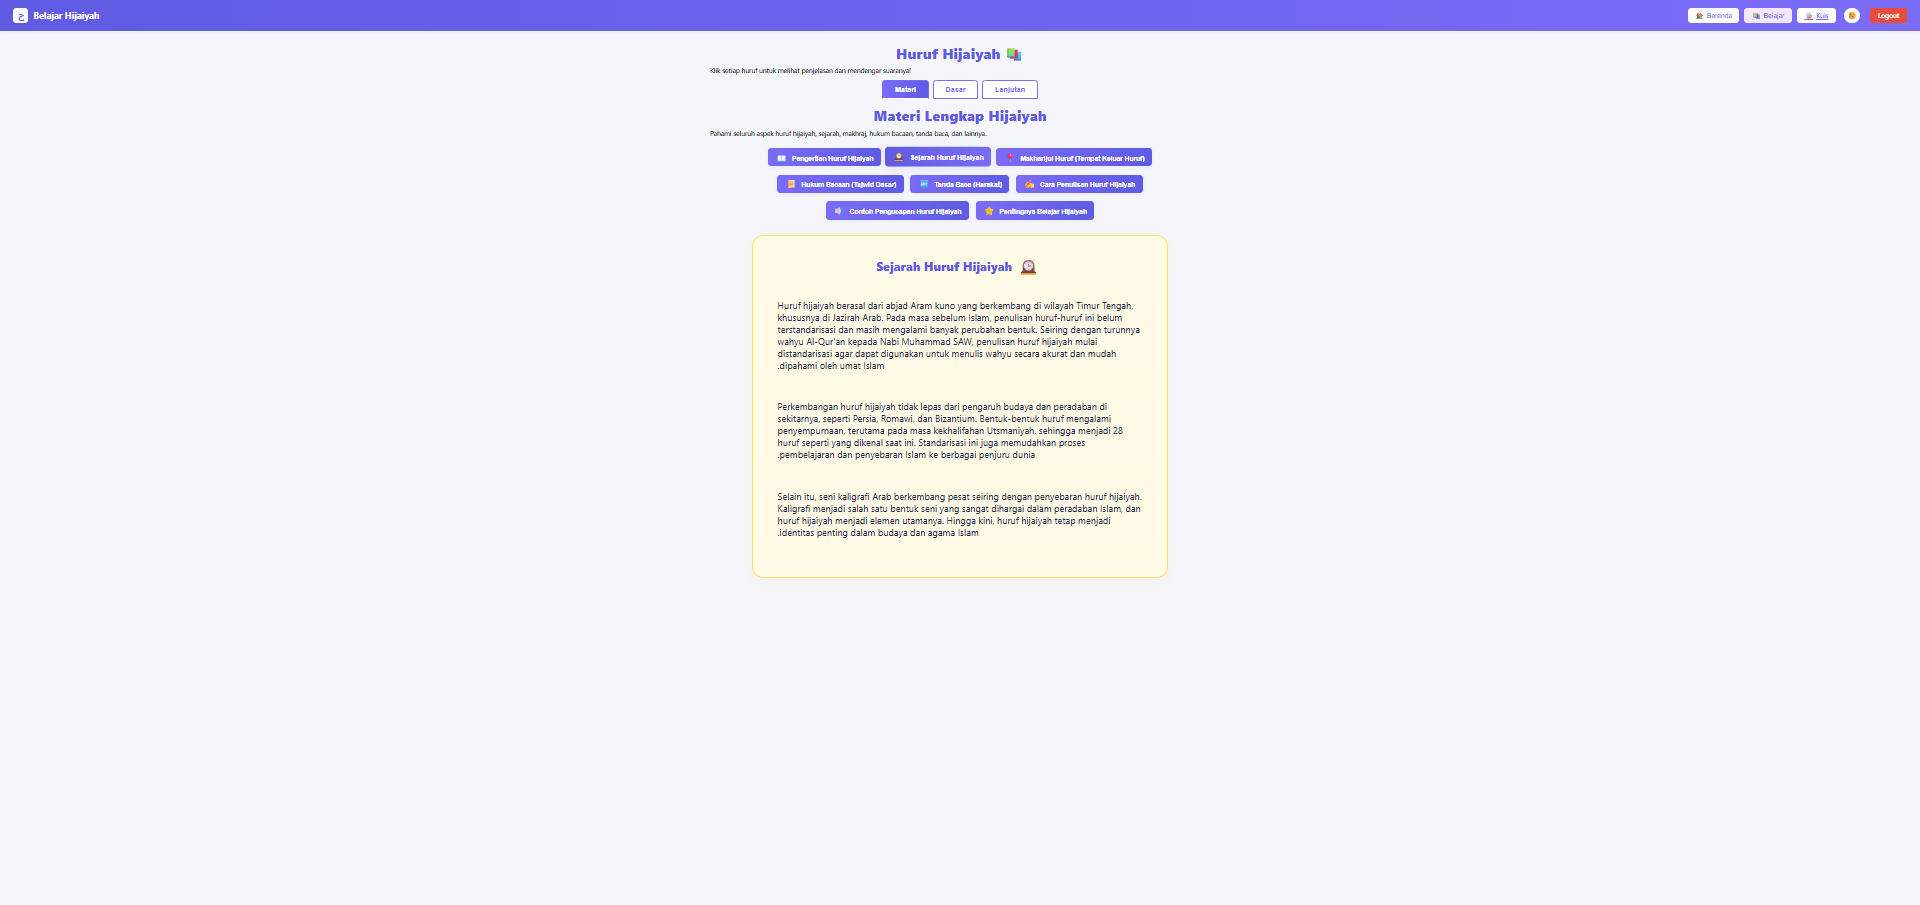 ح Belajar Hijaiyah
Beranda Belajar Kuis Logout
Huruf Hijaiyah
Klik setiap huruf untuk melihat penjelasan dan mendengar suaranya!
Materi Dasar Lanjutan
Materi Lengkap Hijaiyah
Pahami seluruh aspek huruf hijaiyah, sejarah, makhraj, hukum bacaan, tanda baca, dan lainnya.
Pengertian Huruf Hijaiyah Sejarah Huruf Hijaiyah Makharijul Huruf (Tempat Keluar Huruf)
Hukum Bacaan (Tajwid Dasar) Tanda Baca (Harakat) Cara Penulisan Huruf Hijaiyah
Contoh Pengucapan Huruf Hijaiyah Pentingnya Belajar Hijaiyah
Sejarah Huruf Hijaiyah
Huruf hijaiyah berasal dari abjad Aram kuno yang berkembang di wilayah Timur Tengah,
khususnya di Jazirah Arab. Pada masa sebelum Islam, penulisan huruf-huruf ini belum
terstandarisasi dan masih mengalami banyak perubahan bentuk. Seiring dengan turunnya
wahyu Al-Qur'an kepada Nabi Muhammad SAW, penulisan huruf hijaiyah mulai
distandarisasi agar dapat digunakan untuk menulis wahyu secara akurat dan mudah
.dipahami oleh umat Islam
Perkembangan huruf hijaiyah tidak lepas dari pengaruh budaya dan peradaban di
sekitarnya, seperti Persia, Romawi, dan Bizantium. Bentuk-bentuk huruf mengalami
penyempurnaan, terutama pada masa kekhalifahan Utsmaniyah, sehingga menjadi 28
huruf seperti yang dikenal saat ini. Standarisasi ini juga memudahkan proses
.pembelajaran dan penyebaran Islam ke berbagai penjuru dunia
Selain itu, seni kaligrafi Arab berkembang pesat seiring dengan penyebaran huruf hijaiyah.
Kaligrafi menjadi salah satu bentuk seni yang sangat dihargai dalam peradaban Islam, dan
huruf hijaiyah menjadi elemen utamanya. Hingga kini, huruf hijaiyah tetap menjadi
.identitas penting dalam budaya dan agama Islam